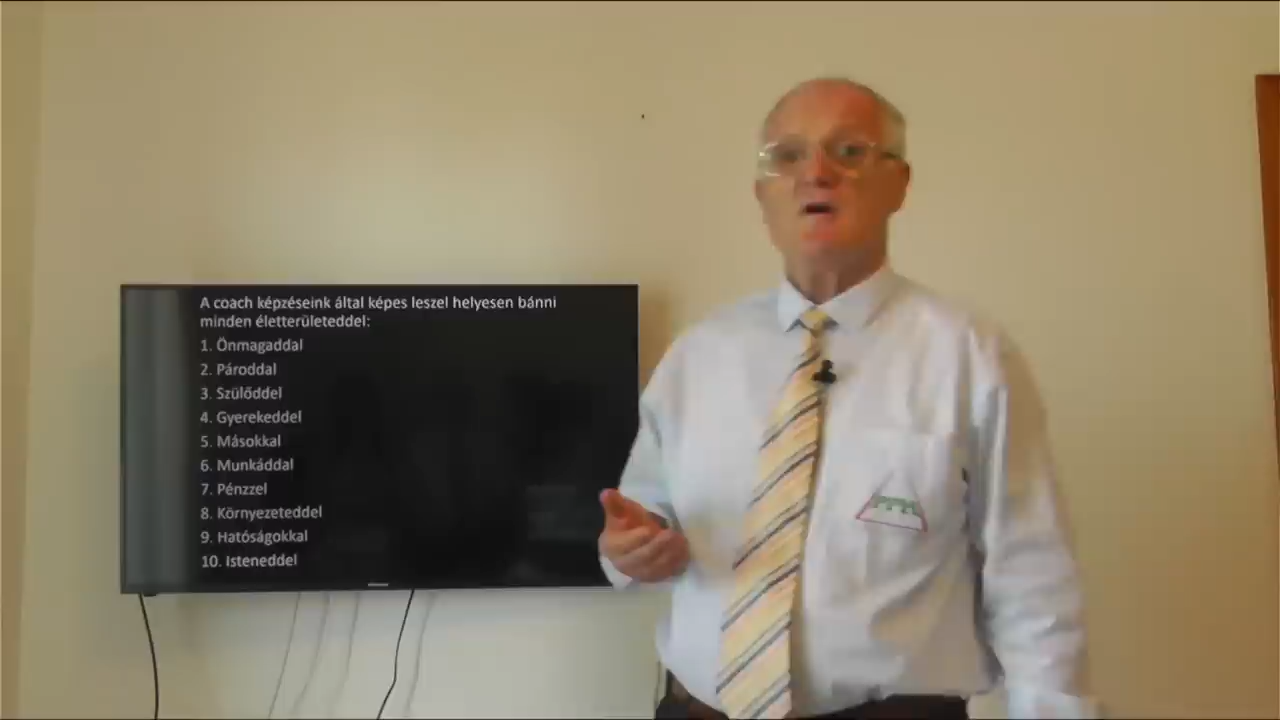 A coach képzéseink által képes leszel helyesen bánni
minden életterületeddel:
1. Önmagaddal
2. Pároddal
3. Szülőddel
4. Gyerekeddel
5. Másokkal
6. Munkáddal
7. Pénzzel
8. Környezeteddel
9. Hatóságokkal
10. Isteneddel